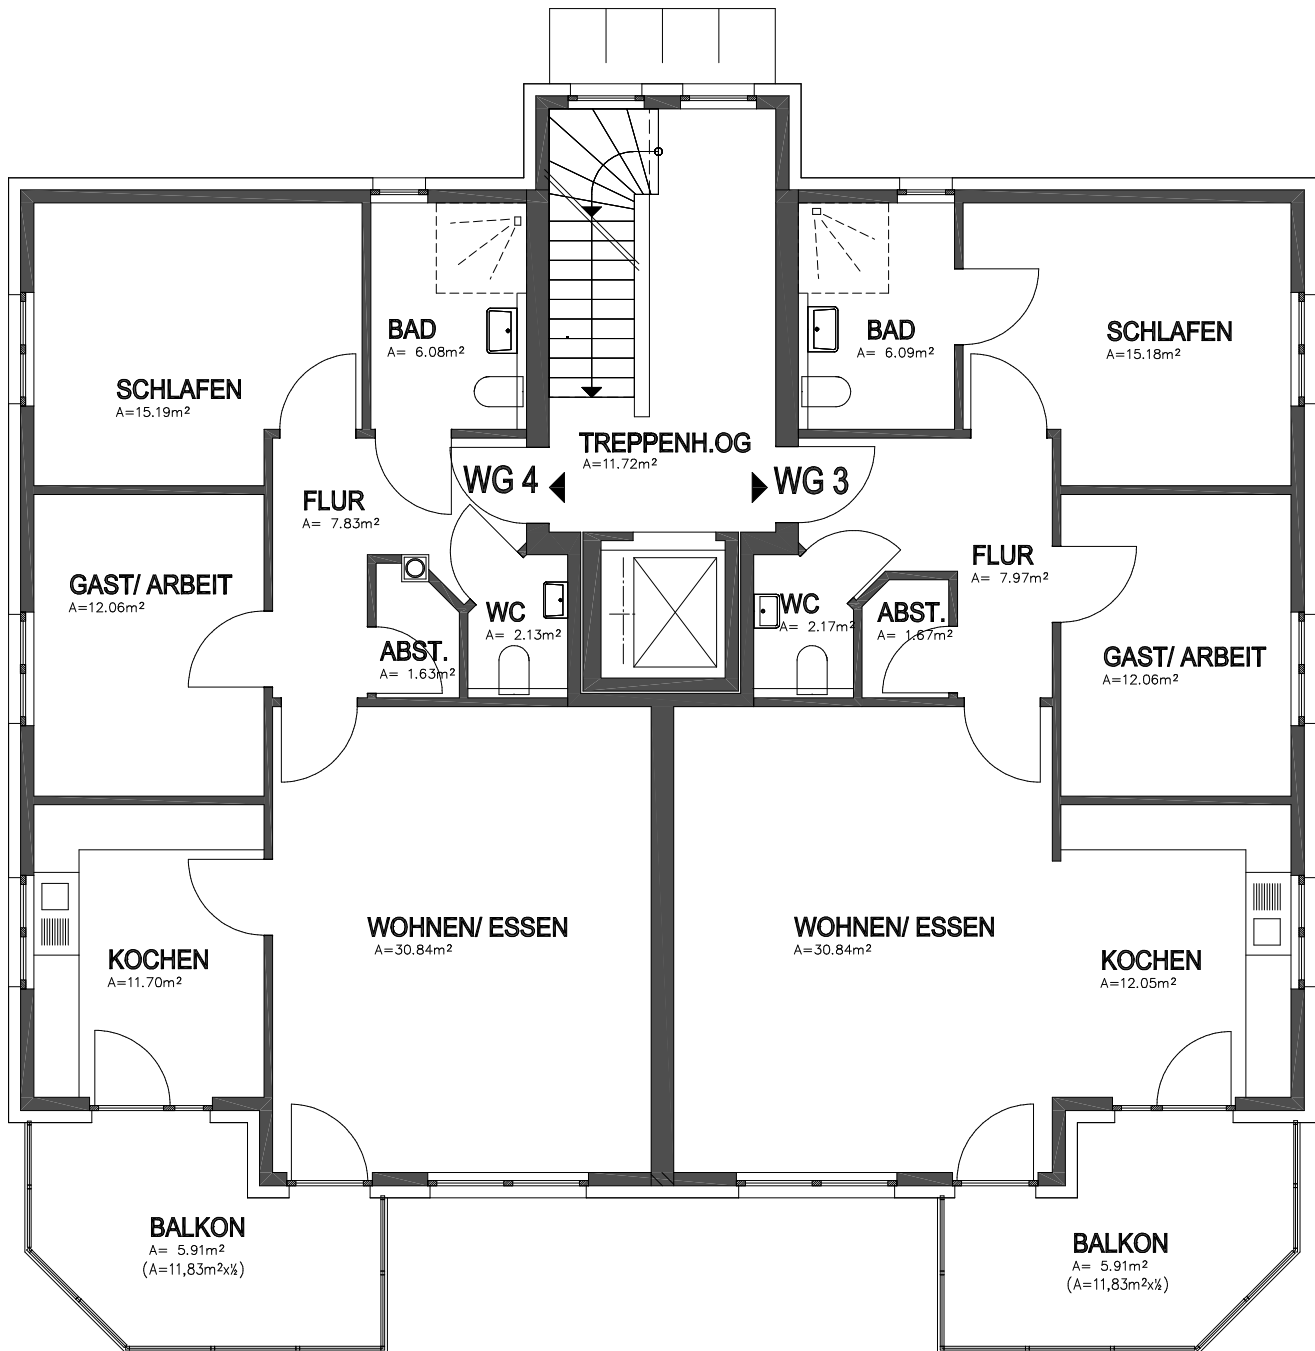 BAD
A= 6.08m²
BAD
A= 6.09m²
SCHLAFEN
A=15.18m²
SCHLAFEN
A=15.19m²
TREPPENH.OG
A=11.72m²
WG 4
WG 3
FLUR
A= 7.83m²
FLUR
A= 7.97m²
GAST/ ARBEIT
A=12.06m²
WC
A= 2.13m²
WC
A= 2.17m²
ABST.
A= 1.67m²
ABST.
A= 1.63m²
GAST/ ARBEIT
A=12.06m²
WOHNEN/ ESSEN
A=30.84m²
WOHNEN/ ESSEN
A=30.84m²
KOCHEN
A=11.70m²
KOCHEN
A=12.05m²
BALKON
A= 5.91m²
(A=11,83m²x½)
BALKON
A= 5.91m²
(A=11,83m²x½)